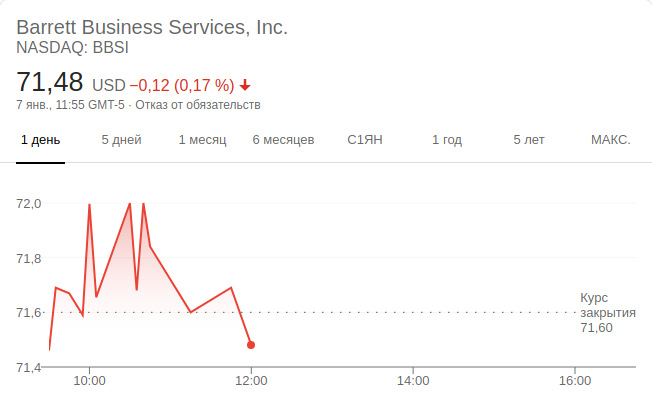 Barrett Business Services, Inc.
NASDAQ: BBSI
71,48 USD −0,12 (0,17 %)
7 янв., 11:55 GMT-5 · Отказ от обязательств
1 день 5 дней 1 месяц 6 месяцев С1ЯН 1 год 5 лет МАКС.
72,0
71,8
71,6
71,4
Курс
закрытия
71,60
10:00 12:00 14:00 16:00